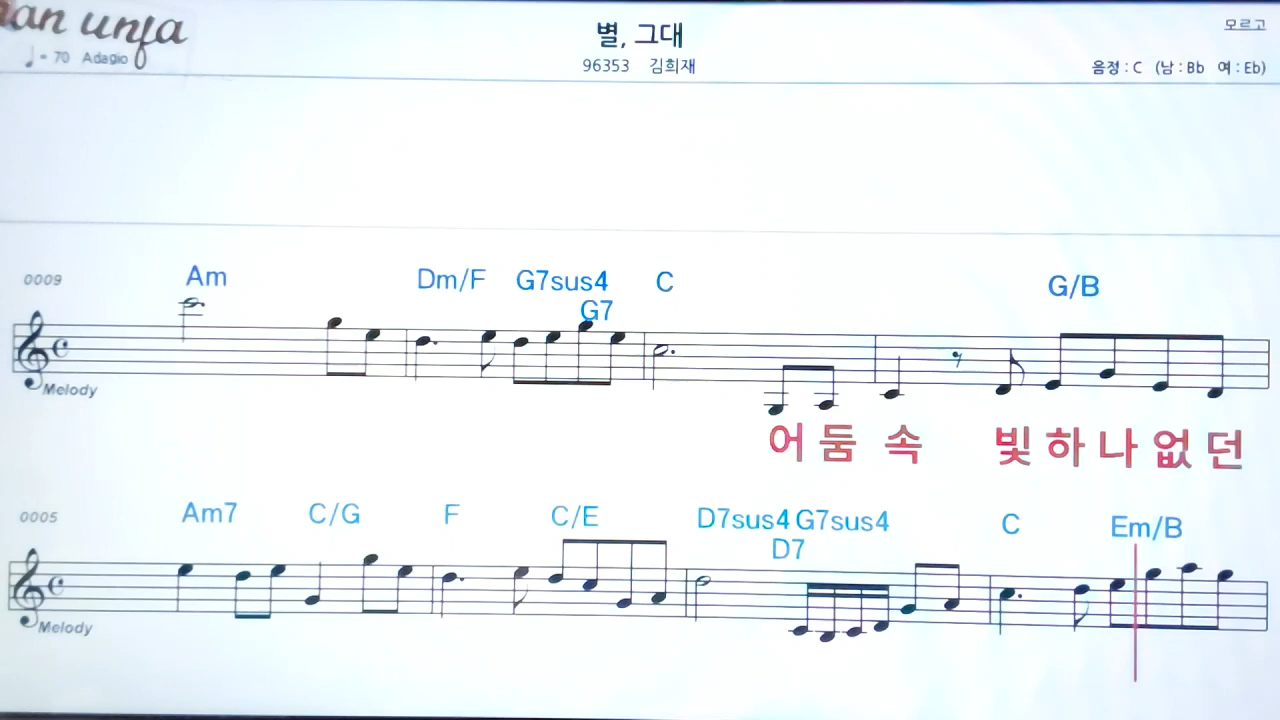 별, 그대
모르고
♩= 70 Adagio
96353 김희재
음정 : C (남 : Bb 여 : Eb)
0009 Am Dm/F G7sus4 C G/B
G7
Melody
어 둠 속 빛 하 나 없 던
0005 Am7 C/G F C/E D7sus4 G7sus4 C Em/B
D7
Melody